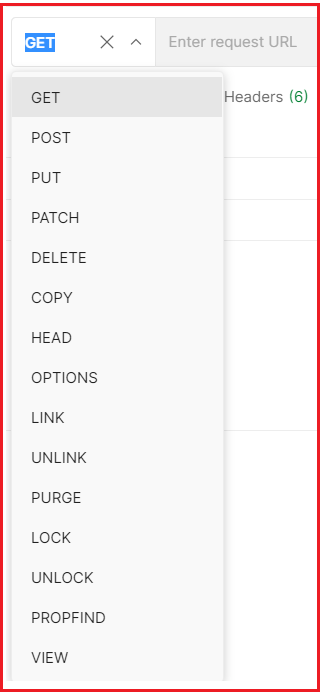 GET
Enter request URL
GET
Headers (6)
POST
PUT
PATCH
DELETE
COPY
HEAD
OPTIONS
LINK
UNLINK
PURGE
LOCK
UNLOCK
PROPFIND
VIEW